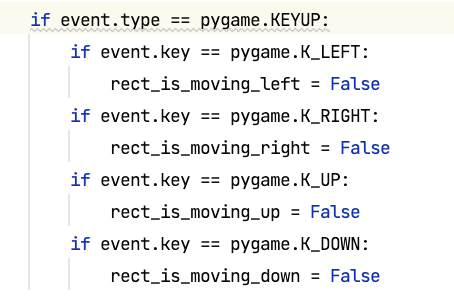 if event.type == pygame.KEYUP:
    if event.key == pygame.K_LEFT:
        rect_is_moving_left = False
    if event.key == pygame.K_RIGHT:
        rect_is_moving_right = False
    if event.key == pygame.K_UP:
        rect_is_moving_up = False
    if event.key == pygame.K_DOWN:
        rect_is_moving_down = False